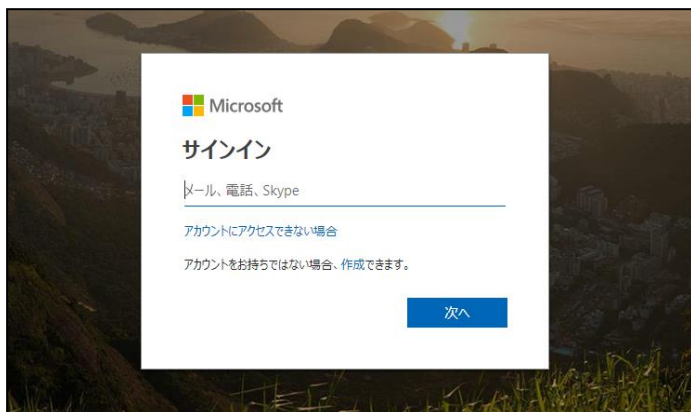 Microsoft
サインイン
メール、電話、Skype
アカウントにアクセスできない場合
アカウントをお持ちではない場合、作成できます。
次へ